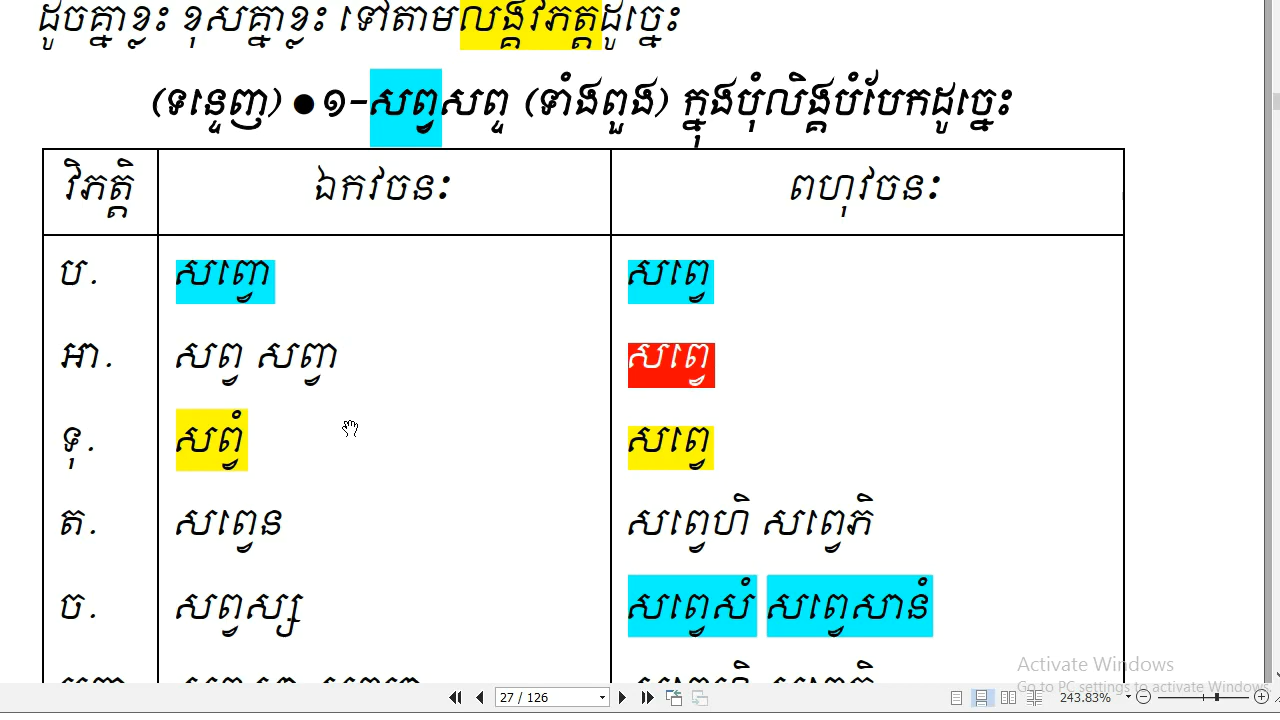 ដូចគ្នាខ្លះ ខុសគ្នាខ្លះ ទៅតាមលង្គវិភត្តដូច្នេះ
(ទន្ទេញ) ●១-សព្វសព្ទ (ទាំងពួង) ក្នុងបុំលិង្គបំបែកដូច្នេះ
វិភត្តិ ឯកវចនៈ ពហុវចនៈ
ប. សព្វោ សព្វេ
អា. សព្វ សព្វា សព្វេ
ទុ. សព្វំ សព្វេ
ត. សព្វេន សព្វេហិ សព្វេភិ
ច. សព្វស្ស សព្វេសំ សព្វេសានំ
Activate Windows
Go to PC settings to activate Windows.
27 / 126
243.83%